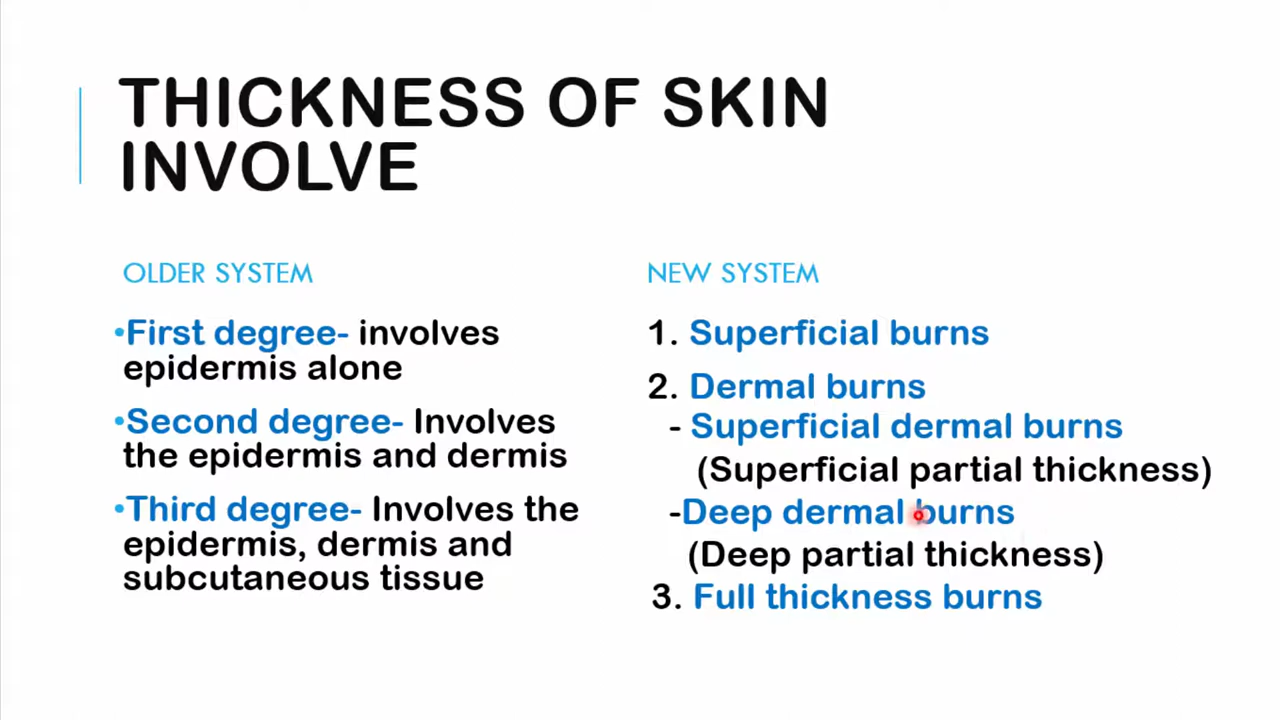 THICKNESS OF SKIN
INVOLVE
OLDER SYSTEM
•First degree- involves
epidermis alone
•Second degree- Involves
the epidermis and dermis
•Third degree- Involves the
epidermis, dermis and
subcutaneous tissue
NEW SYSTEM
1. Superficial burns
2. Dermal burns
- Superficial dermal burns
(Superficial partial thickness)
-Deep dermal burns
(Deep partial thickness)
3. Full thickness burns